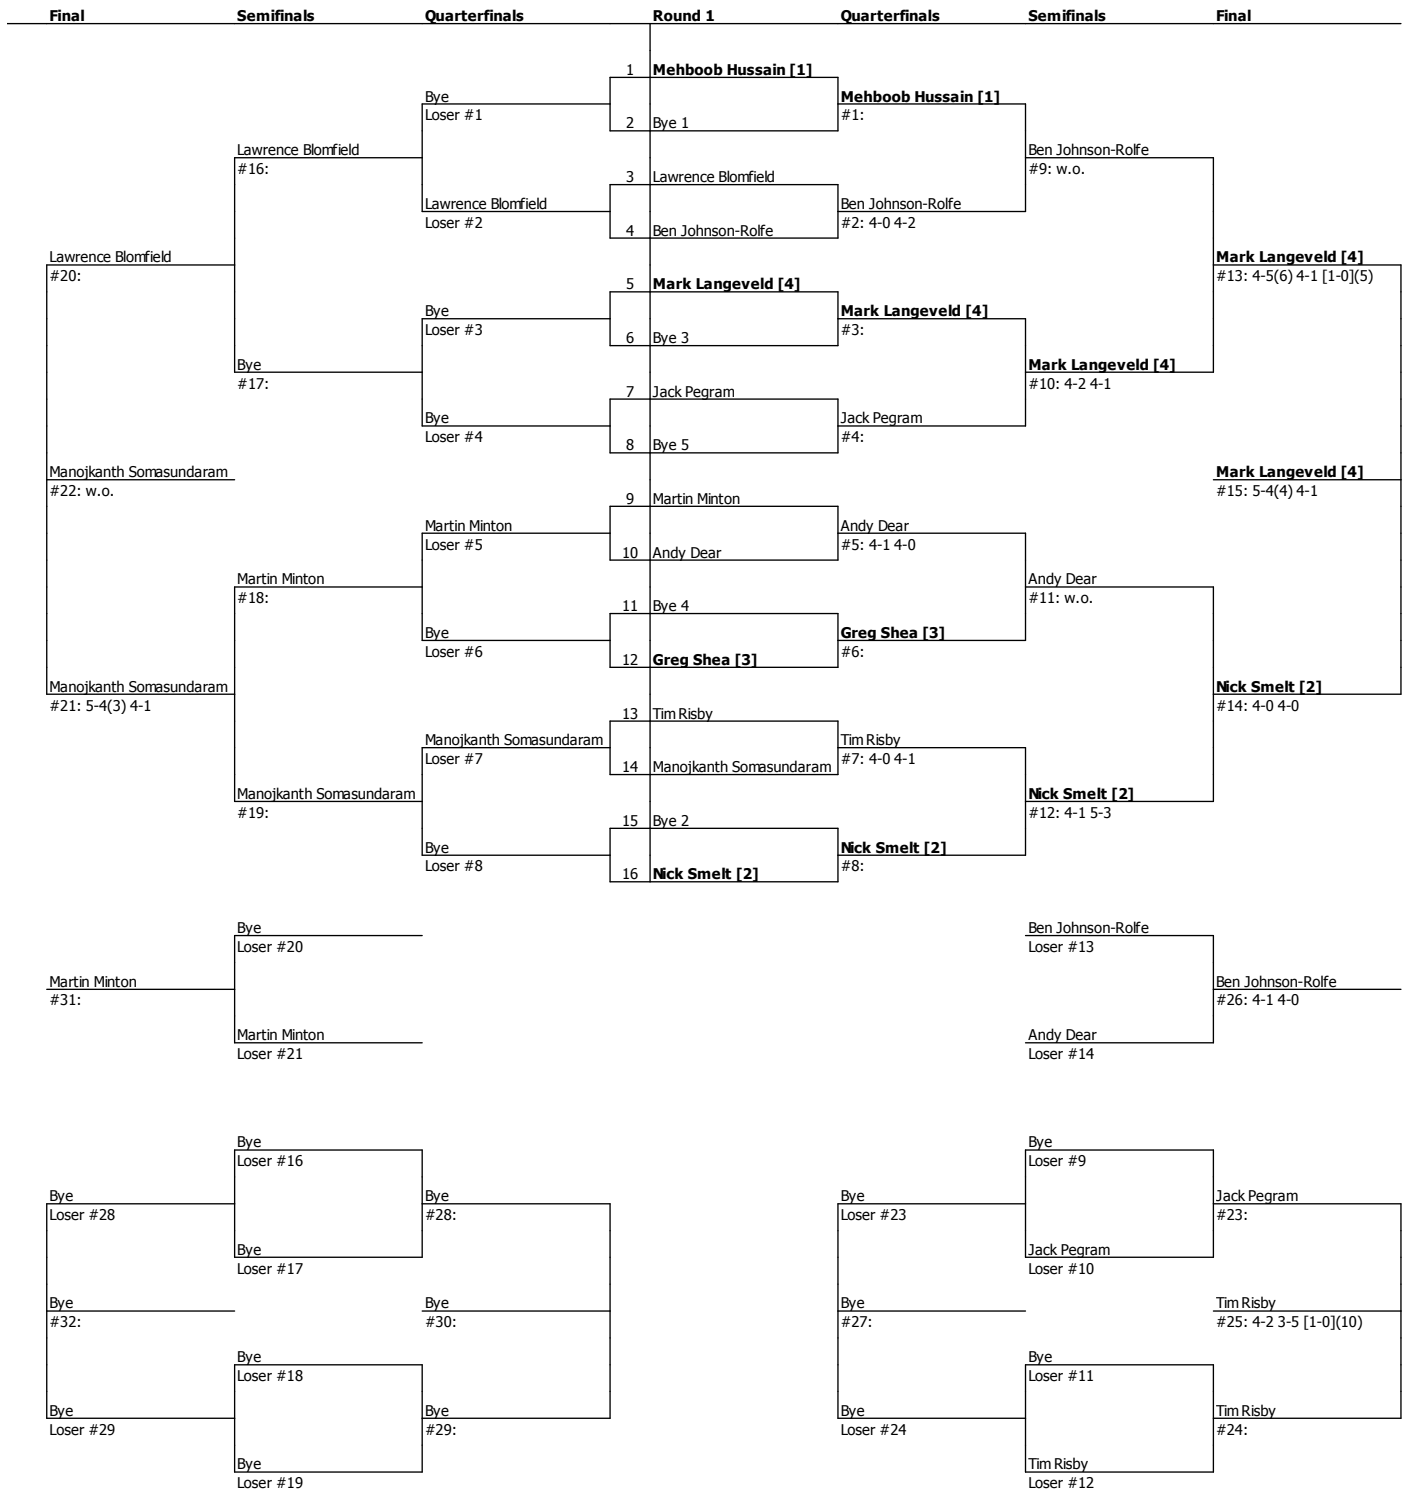 Final Semifinals Quarterfinals Round 1 Quarterfinals Semifinals Final
1 Mehboob Hussain [1]
Bye Mehboob Hussain [1]
Loser #1 #1:
2 Bye 1
Lawrence Blomfield Ben Johnson-Rolfe
#16: #9: w.o.
3 Lawrence Blomfield
Lawrence Blomfield Ben Johnson-Rolfe
Loser #2 #2: 4-0 4-2
4 Ben Johnson-Rolfe
Lawrence Blomfield Mark Langeveld [4]
#20: #13: 4-5(6) 4-1 [1-0](5)
5 Mark Langeveld [4]
Bye Mark Langeveld [4]
Loser #3 #3:
6 Bye 3
Bye Mark Langeveld [4]
#17: #10: 4-2 4-1
7 Jack Pegram
Bye Jack Pegram
Loser #4 #4:
8 Bye 5
Manojkanth Somasundaram Mark Langeveld [4]
#22: w.o. #15: 5-4(4) 4-1
9 Martin Minton
Martin Minton Andy Dear
Loser #5 #5: 4-1 4-0
10 Andy Dear
Martin Minton Andy Dear
#18: #11: w.o.
11 Bye 4
Bye Greg Shea [3]
Loser #6 #6:
12 Greg Shea [3]
Manojkanth Somasundaram Nick Smelt [2]
#21: 5-4(3) 4-1 #14: 4-0 4-0
13 Tim Risby
Manojkanth Somasundaram Tim Risby
Loser #7 #7: 4-0 4-1
14 Manojkanth Somasundaram
Manojkanth Somasundaram Nick Smelt [2]
#19: #12: 4-1 5-3
15 Bye 2
Bye Nick Smelt [2]
Loser #8 #8:
16 Nick Smelt [2]
Bye Ben Johnson-Rolfe
Loser #20 Loser #13
Martin Minton Ben Johnson-Rolfe
#31: #26: 4-1 4-0
Martin Minton Andy Dear
Loser #21 Loser #14
Bye Bye
Loser #16 Loser #9
Bye Bye Bye Jack Pegram
Loser #28 #28: Loser #23 #23:
Bye Jack Pegram
Loser #17 Loser #10
Bye Bye Bye Tim Risby
#32: #30: #27: #25: 4-2 3-5 [1-0](10)
Bye Bye
Loser #18 Loser #11
Bye Bye Bye Tim Risby
Loser #29 #29: Loser #24 #24:
Bye Tim Risby
Loser #19 Loser #12